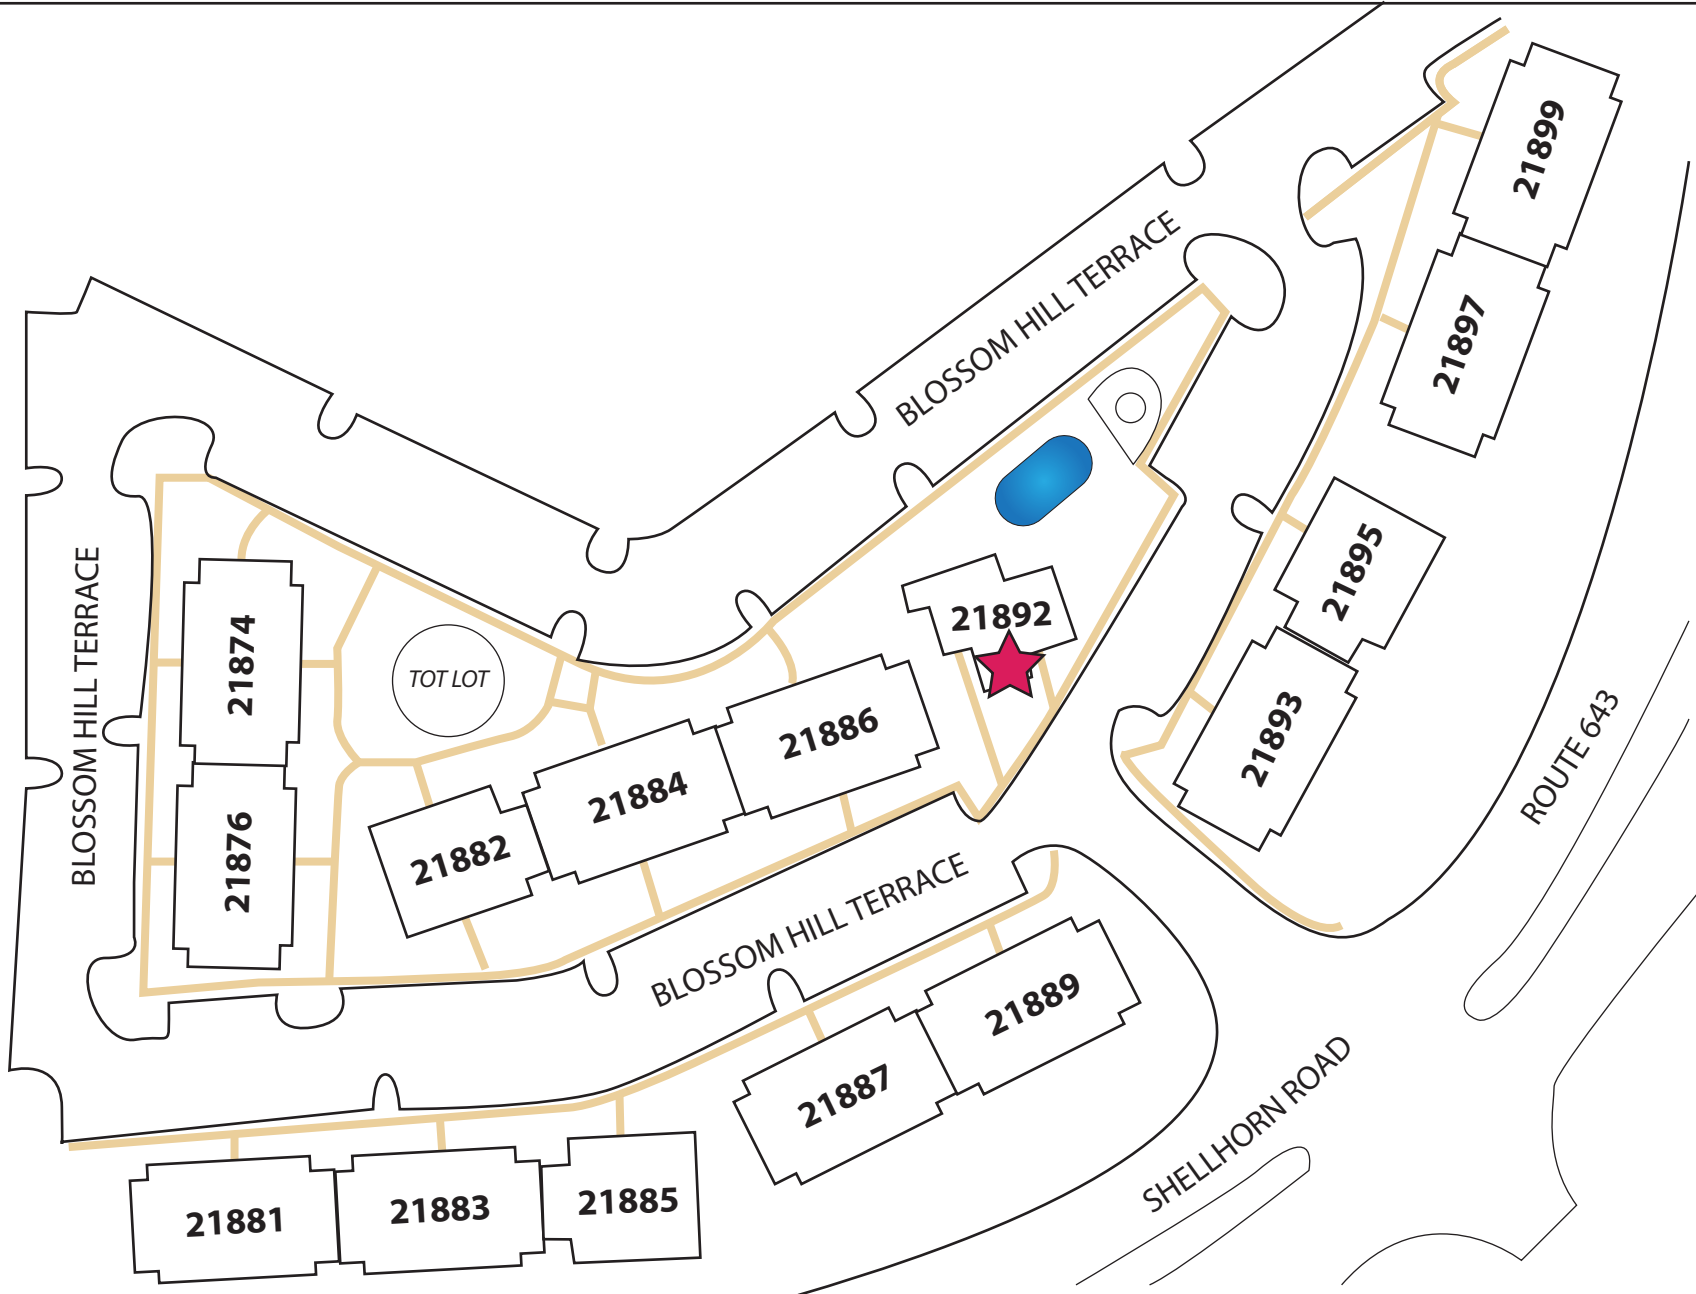 21899
BLOSSOM HILL TERRACE
21897
21895
BLOSSOM HILL TERRACE
21874
TOT LOT
21892
21893
ROUTE 643
21886
21884
21882
21876
BLOSSOM HILL TERRACE
21889
21887
SHELLHORN ROAD
21881
21883
21885